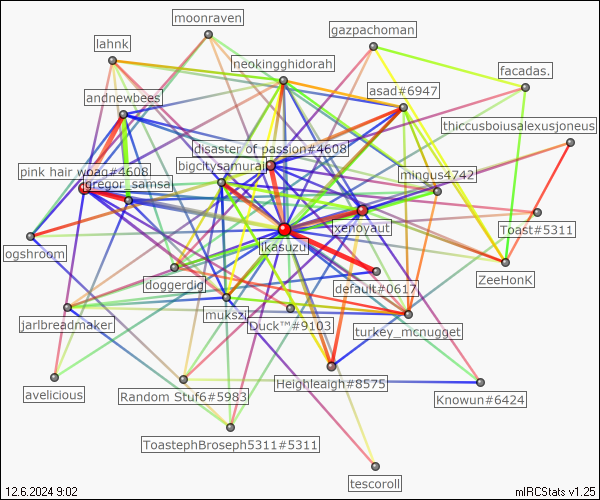 moonraven
gazpachoman
lahnk
neokingghidorah
facadas.
asad#6947
andnewbees
thiccusboiusalexusjoneus
disaster of passion#4608
bigcitysamurai
pink hair woag#4608
mingus4742
gregor_samsa
Toast#5311
xenoyaut
ikasuzu
ogshroom
ZeeHonK
doggerdig
default#0617
mukszi
Duck™#9103
jarlbreadmaker
turkey_mcnugget
Heighleaigh#8575
avelicious
Random Stuf6#5983
Knowun#6424
ToastephBroseph5311#5311
tescoroll
12.6.2024 9:02
mIRCStats v1.25